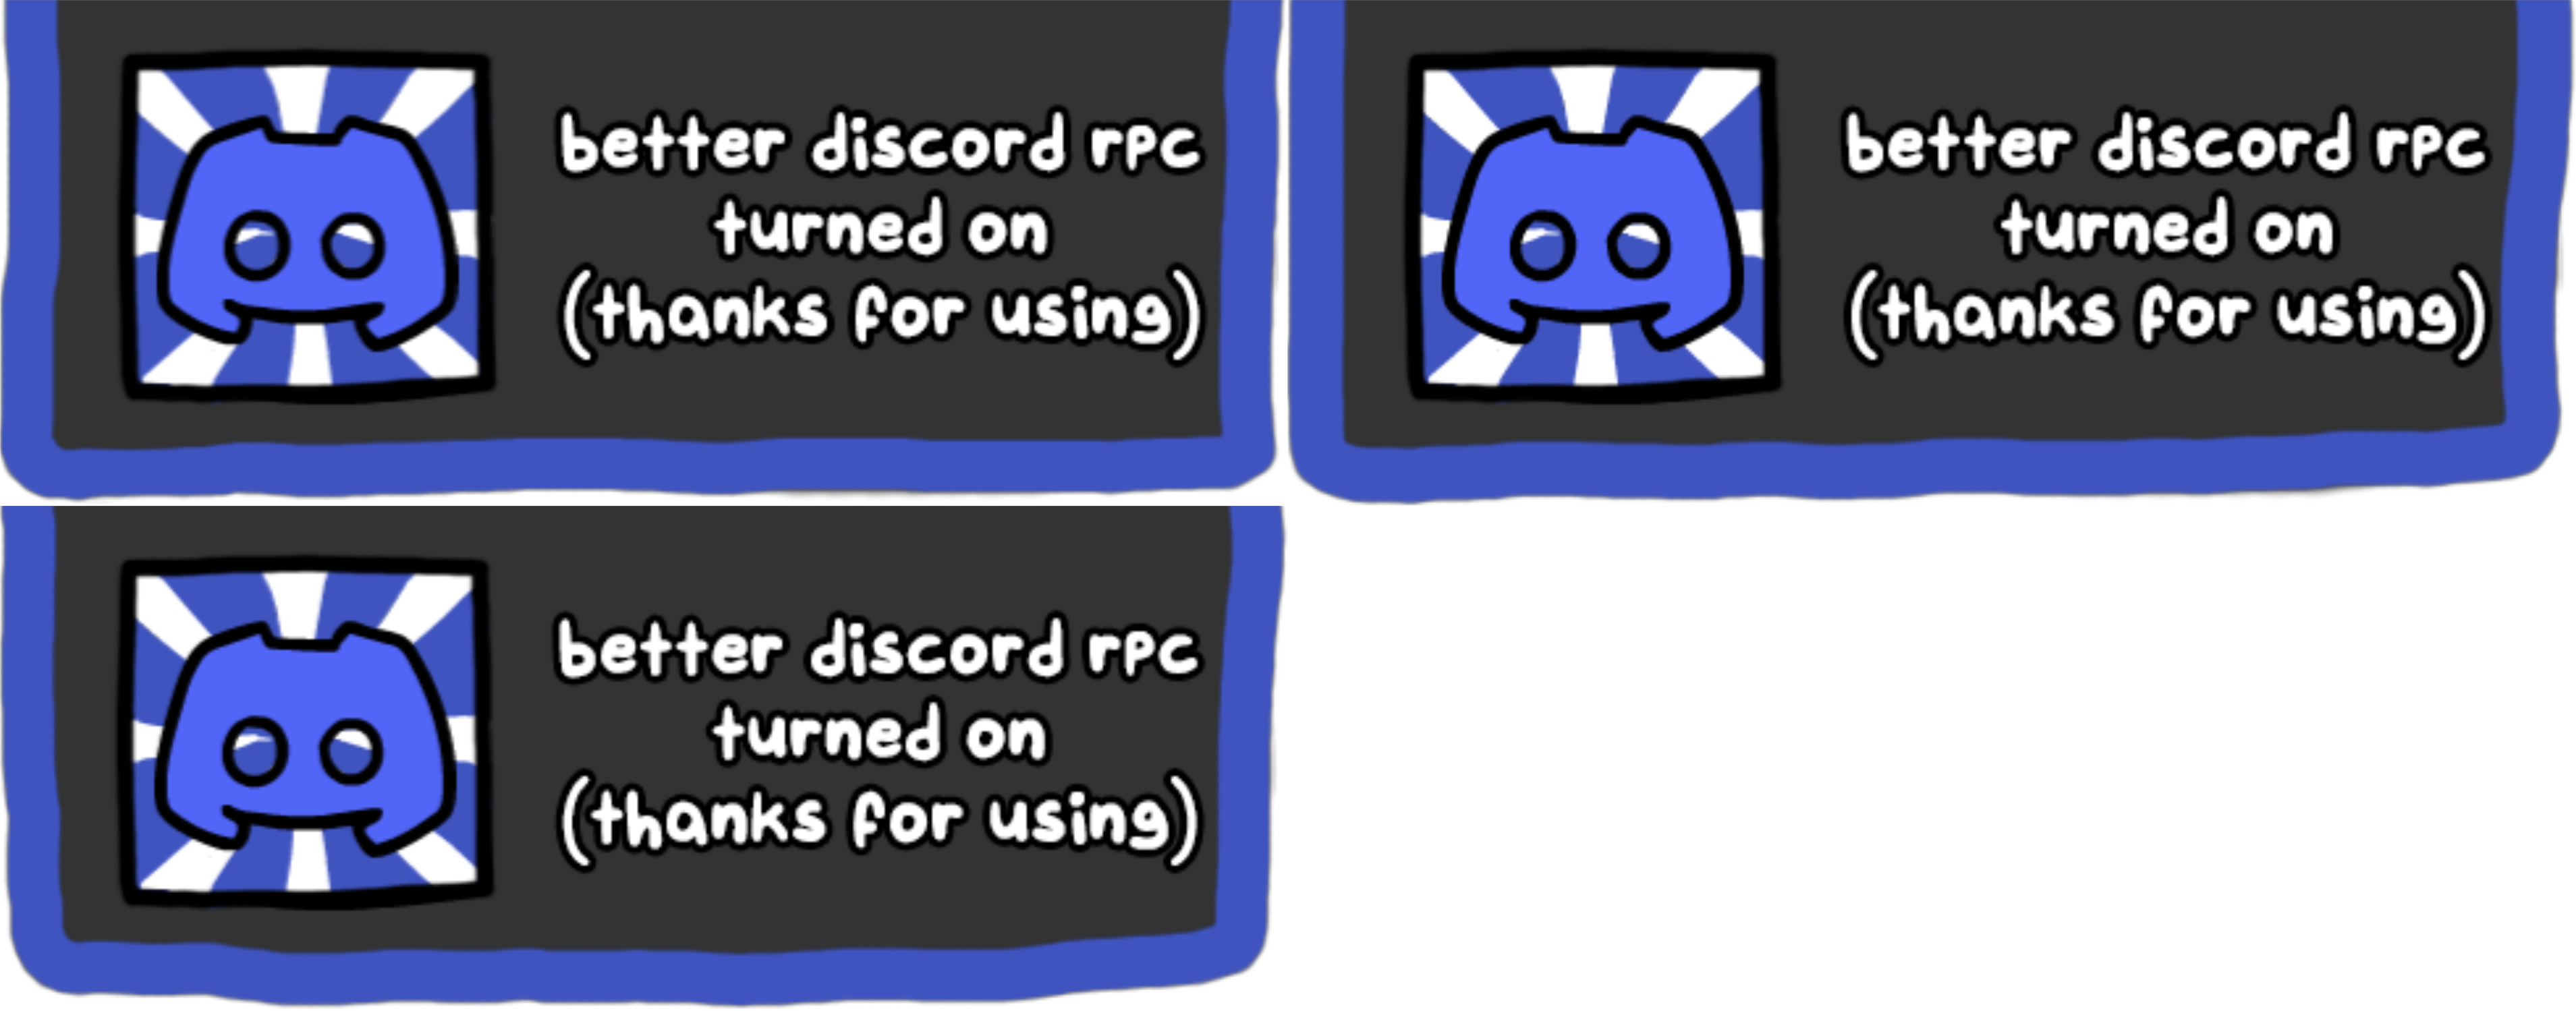 better discord rpc
turned on
(thanks for using)
better discord rpc
turned on
(thanks for using)
better discord rpc
turned on
(thanks for using)